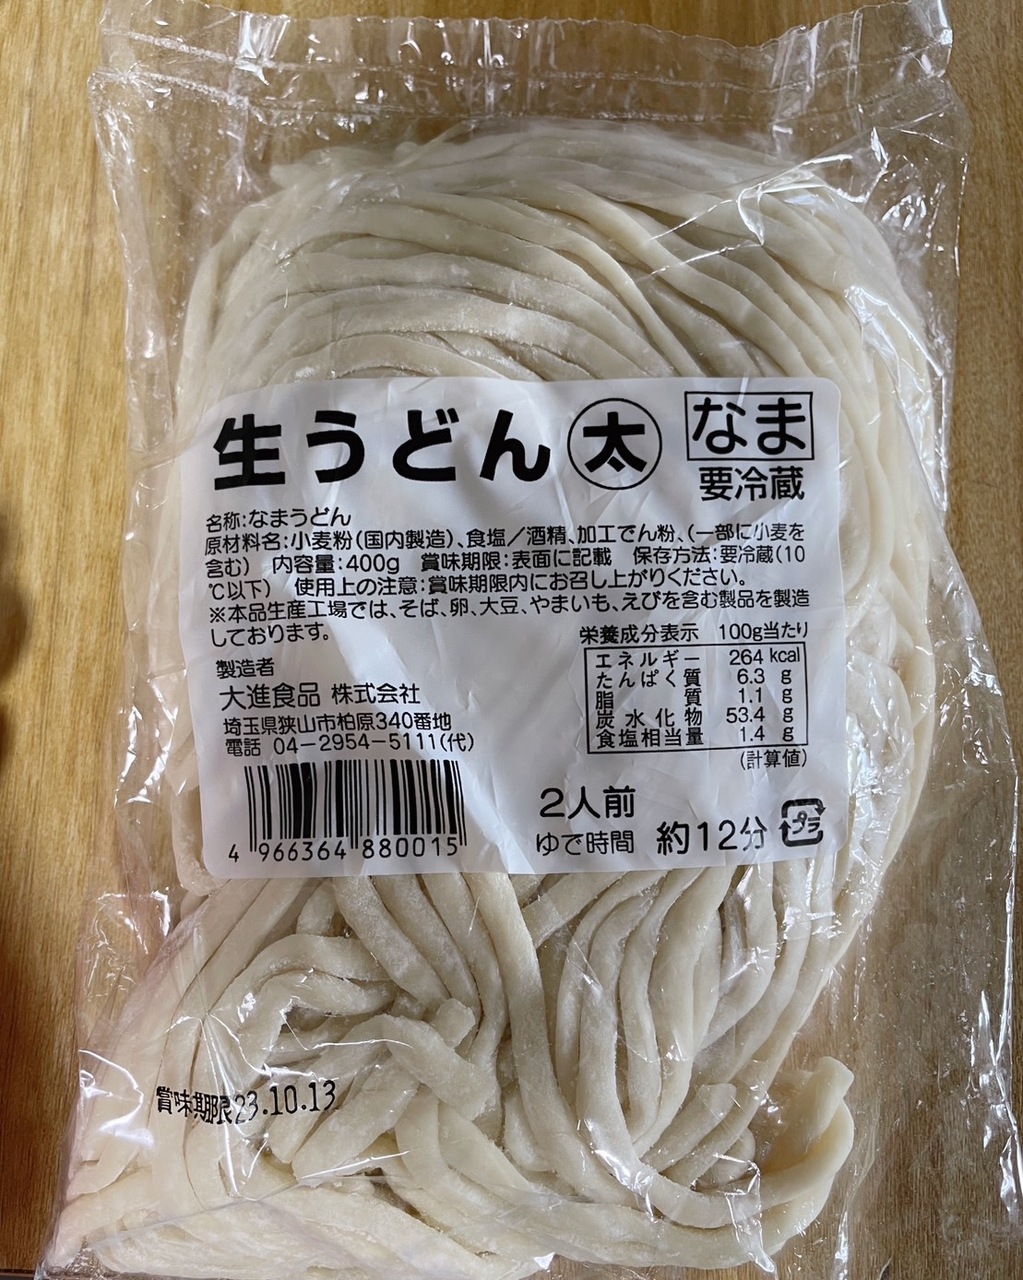 生うどん 太 なま
要冷蔵
名称:なまうどん
原材料名:小麦粉(国内製造)、食塩/酒精、加工でん粉、(一部に小麦を
含む) 内容量:400g 賞味期限:表面に記載 保存方法:要冷蔵(10
℃以下) 使用上の注意:賞味期限内にお召し上がりください。
※本品生産工場では、そば、卵、大豆、やまいも、えびを含む製品を製造
しております。
栄養成分表示 100g当たり
エネルギー 264 kcal
たんぱく質 6.3 g
脂質 1.1 g
炭水化物 53.4 g
食塩相当量 1.4 g
(計算値)
製造者
大進食品 株式会社
埼玉県狭山市柏原340番地
電話 04-2954-5111(代)
4 966364 880015
2人前
ゆで時間 約12分
プラ
賞味期限23.10.13